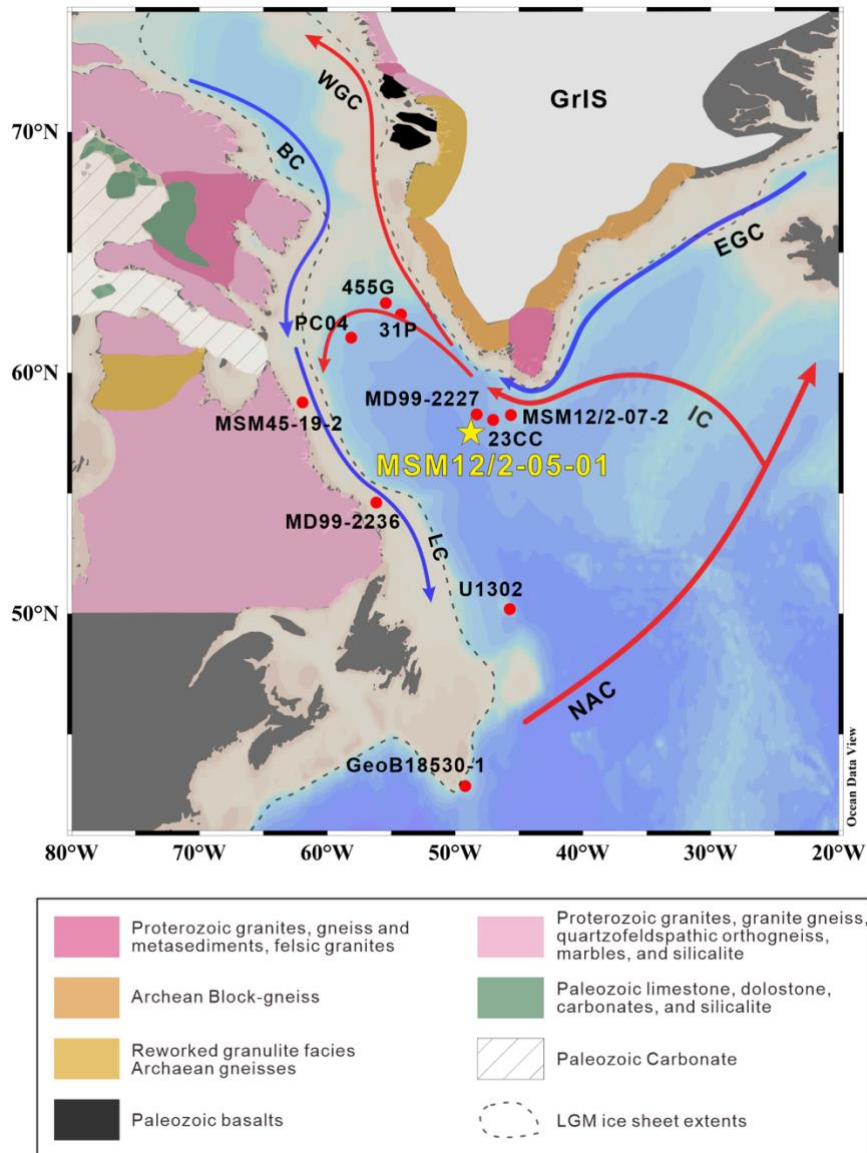 70°N
60°N
50°N
WGC
BC
GrIS
EGC
455G
PC04
31P
MD99-2227
MSM12/2-07-2
IC
MSM45-19-2
23CC
MSM12/2-05-01
MD99-2236
LC
U1302
NAC
GeoB18530-1
Ocean Data View
80°W
70°W
60°W
50°W
40°W
30°W
20°W
Proterozoic granites, gneiss and
metasediments, felsic granites
Archean Block-gneiss
Reworked granulite facies
Archaean gneisses
Paleozoic basalts
Proterozoic granites, granite gneiss,
quartzofeldspathic orthogneiss,
marbles, and silicalite
Paleozoic limestone, dolostone,
carbonates, and silicalite
Paleozoic Carbonate
LGM ice sheet extents